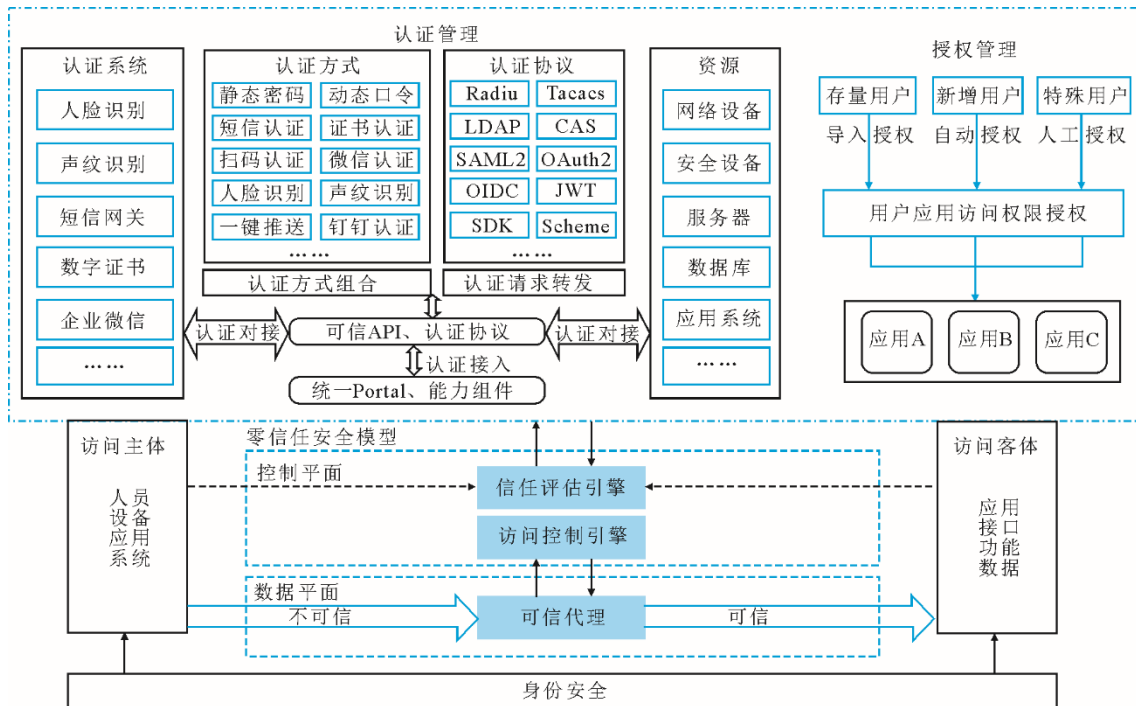 认证管理
认证系统
人脸识别
声纹识别
短信网关
数字证书
企业微信
……
认证方式
静态密码 动态口令
短信认证 证书认证
扫码认证 微信认证
人脸识别 声纹识别
一键推送 钉钉认证
……
认证方式组合
认证协议
Radiu Tacacs
LDAP CAS
SAML2 OAuth2
OIDC JWT
SDK Scheme
……
认证请求转发
资源
网络设备
安全设备
服务器
数据库
应用系统
……
认证对接
可信API、认证协议
认证对接
认证接入
统一Portal、能力组件
授权管理
存量用户 新增用户 特殊用户
导入授权 自动授权 人工授权
用户应用访问权限授权
应用A 应用B 应用C
访问主体
人员
设备
应用
系统
零信任安全模型
控制平面
信任评估引擎
访问控制引擎
数据平面
不可信
可信代理
可信
访问客体
应用
接口
功能
数据
身份安全